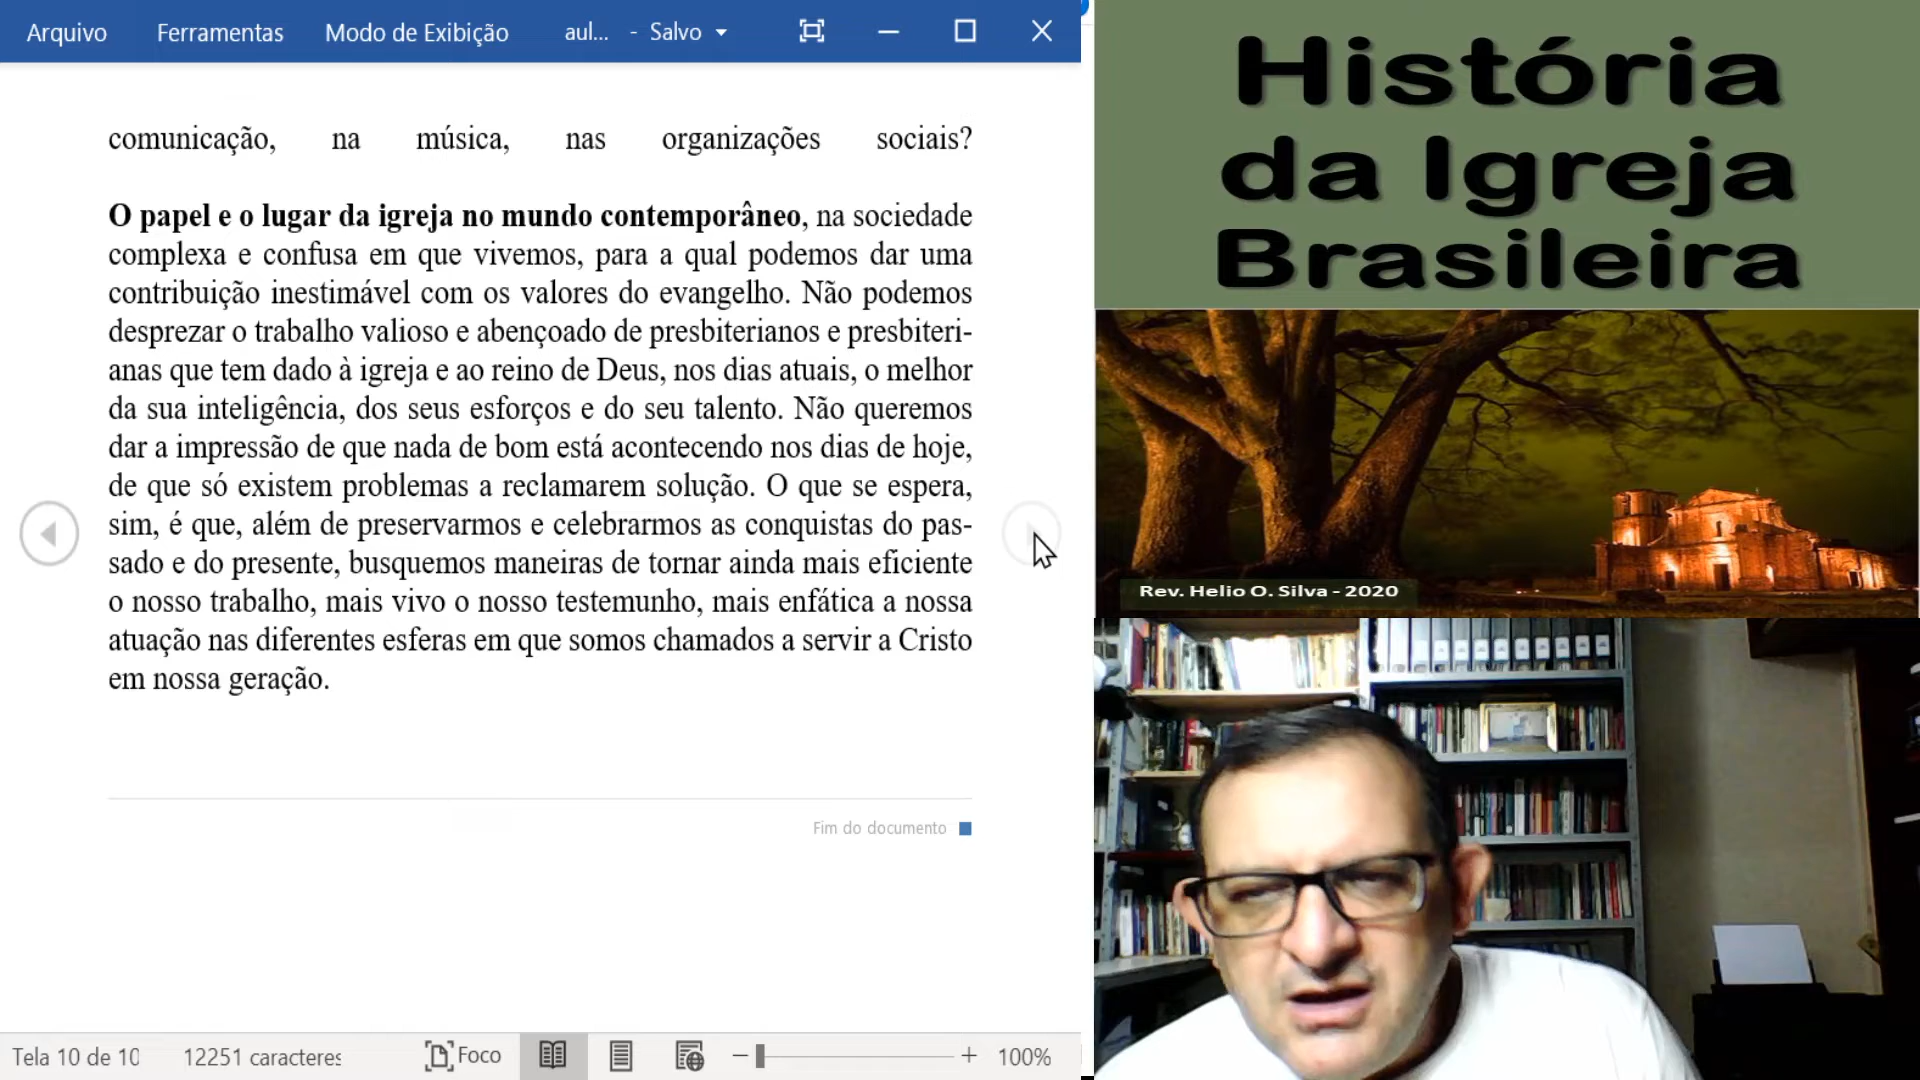 Arquivo Ferramentas Modo de Exibição aul... - Salvo
comunicação, na música, nas organizações sociais?
O papel e o lugar da igreja no mundo contemporâneo, na sociedade
complexa e confusa em que vivemos, para a qual podemos dar uma
contribuição inestimável com os valores do evangelho. Não podemos
desprezar o trabalho valioso e abençoado de presbiterianos e presbiteri-
anas que tem dado à igreja e ao reino de Deus, nos dias atuais, o melhor
da sua inteligência, dos seus esforços e do seu talento. Não queremos
dar a impressão de que nada de bom está acontecendo nos dias de hoje,
de que só existem problemas a reclamarem solução. O que se espera,
sim, é que, além de preservarmos e celebrarmos as conquistas do pas-
sado e do presente, busquemos maneiras de tornar ainda mais eficiente
o nosso trabalho, mais vivo o nosso testemunho, mais enfática a nossa
atuação nas diferentes esferas em que somos chamados a servir a Cristo
em nossa geração.
Fim do documento
Tela 10 de 10 12251 caracteres Foco 100%
História
da Igreja
Brasileira
Rev. Helio O. Silva - 2020